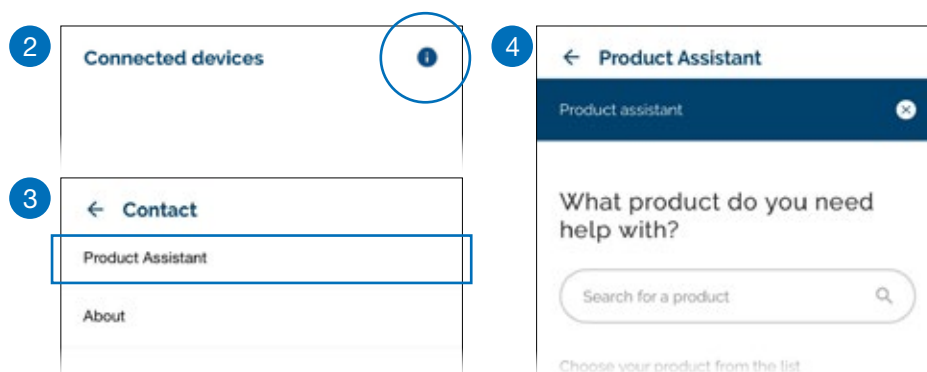 2
Connected devices
3
← Contact
Product Assistant
About
4
← Product Assistant
Product assistant
What product do you need
help with?
Search for a product
Choose your product from the list